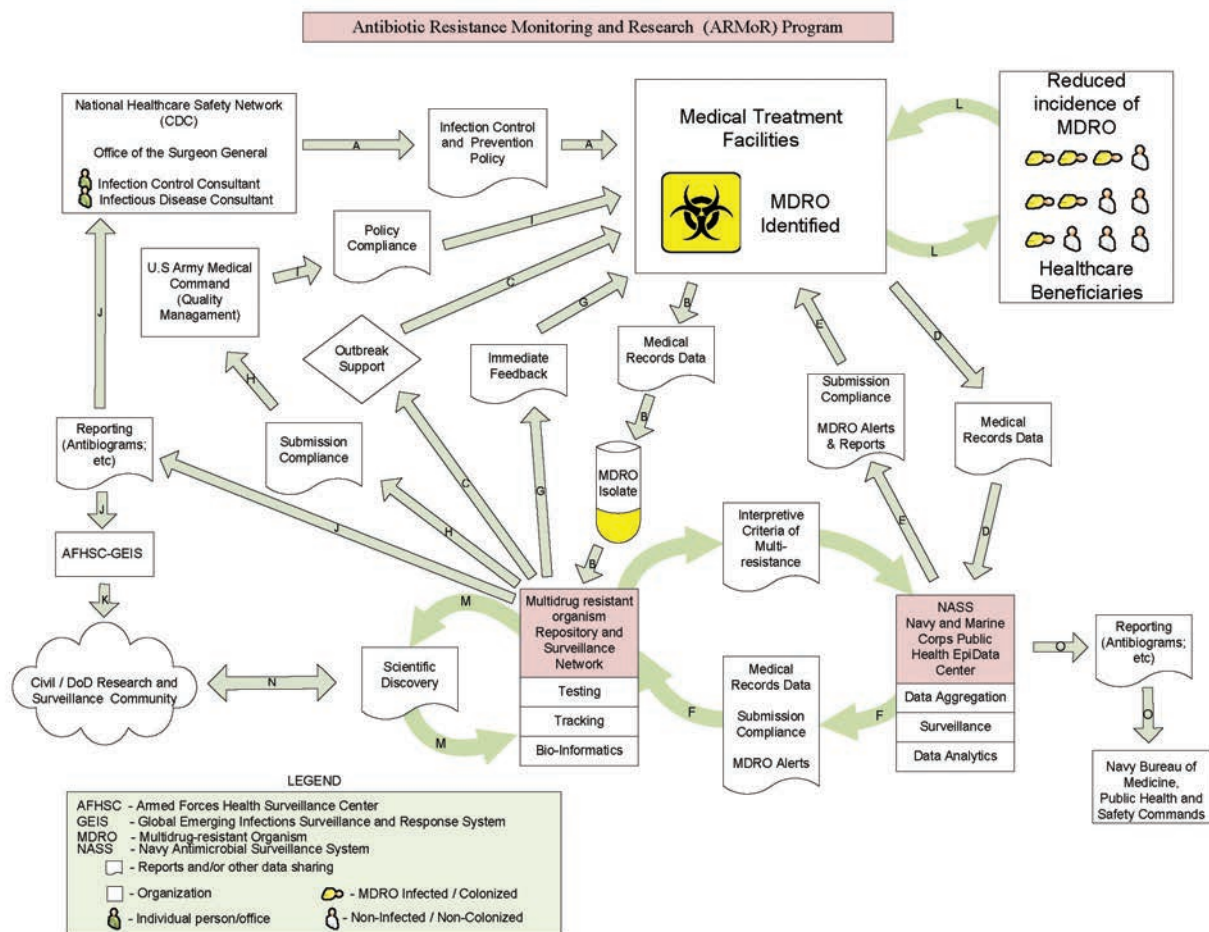 Antibiotic Resistance Monitoring and Research (ARMoR) Program
National Healthcare Safety Network
(CDC)
Office of the Surgeon General
Infection Control Consultant
Infectious Disease Consultant
A
Infection Control
and Prevention
Policy
A
Medical Treatment
Facilities
MDRO
Identified
L
L
Reduced
incidence of
MDRO
Healthcare
Beneficiaries
U.S Army Medical
Command
(Quality
Managament)
I
Policy
Compliance
I
C
G
B
E
D
J
Outbreak
Support
Immediate
Feedback
Medical
Records Data
Submission
Compliance
MDRO Alerts
& Reports
Medical
Records Data
H
B
Reporting
(Antibiograms;
etc)
Submission
Compliance
MDRO
Isolate
J
J
H
C
G
B
E
D
AFHSC-GEIS
K
Interpretive
Criteria of
Multi-
resistance
Civil / DoD Research and
Surveillance Community
N
M
Scientific
Discovery
M
Multidrug resistant
organism
Repository and
Surveillance
Network
Testing
Tracking
Bio-Informatics
F
Medical
Records Data
Submission
Compliance
MDRO Alerts
F
NASS
Navy and Marine
Corps Public
Health EpiData
Center
Data Aggregation
Surveillance
Data Analytics
O
Reporting
(Antibiograms;
etc)
O
Navy Bureau of
Medicine,
Public Health and
Safety Commands
LEGEND
AFHSC - Armed Forces Health Surveillance Center
GEIS - Global Emerging Infections Surveillance and Response System
MDRO - Multidrug-resistant Organism
NASS - Navy Antimicrobial Surveillance System
- Reports and/or other data sharing
- Organization
- MDRO Infected / Colonized
- Individual person/office
- Non-Infected / Non-Colonized